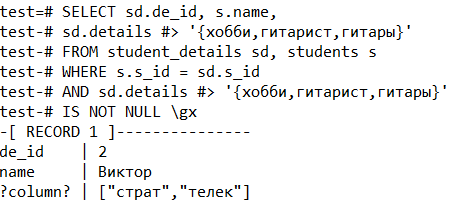 test=# SELECT sd.de_id, s.name,
test-# sd.details #> '{хобби,гитарист,гитары}'
test-# FROM student_details sd, students s
test-# WHERE s.s_id = sd.s_id
test-# AND sd.details #> '{хобби,гитарист,гитары}'
test-# IS NOT NULL \gx
-[ RECORD 1 ]---------------
de_id    | 2
name     | Виктор
?column? | ["страт","телек"]